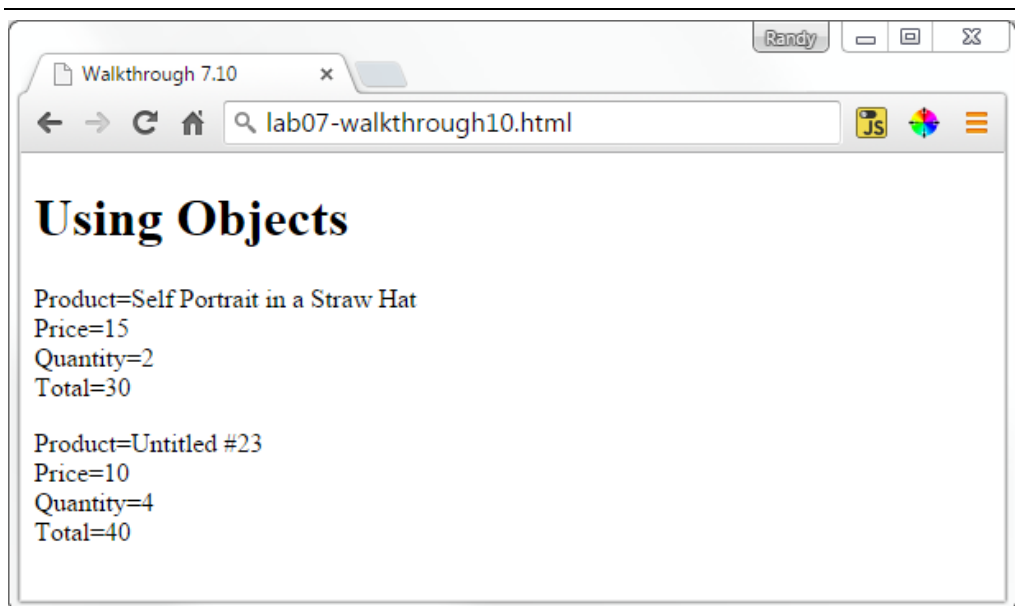 Randy
Walkthrough 7.10
lab07-walkthrough10.html
JS
Using Objects
Product=Self Portrait in a Straw Hat
Price=15
Quantity=2
Total=30
Product=Untitled #23
Price=10
Quantity=4
Total=40